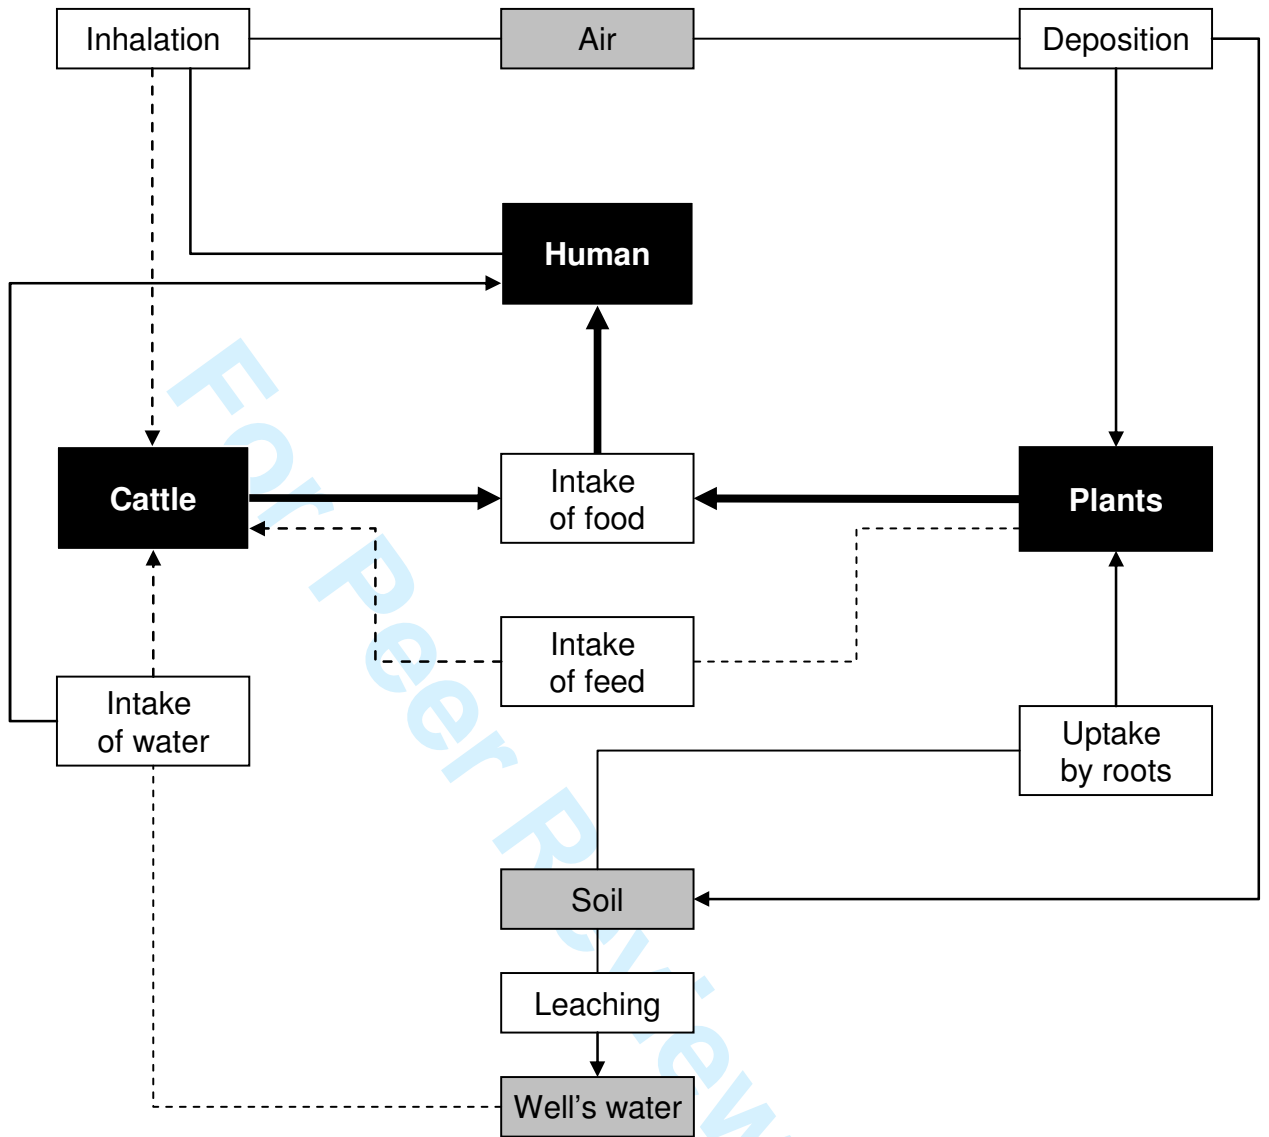 Inhalation
Air
Deposition
Human
Cattle
Intake
of food
Plants
Intake
of feed
Intake
of water
Uptake
by roots
Soil
Leaching
Well's water
For Peer Review